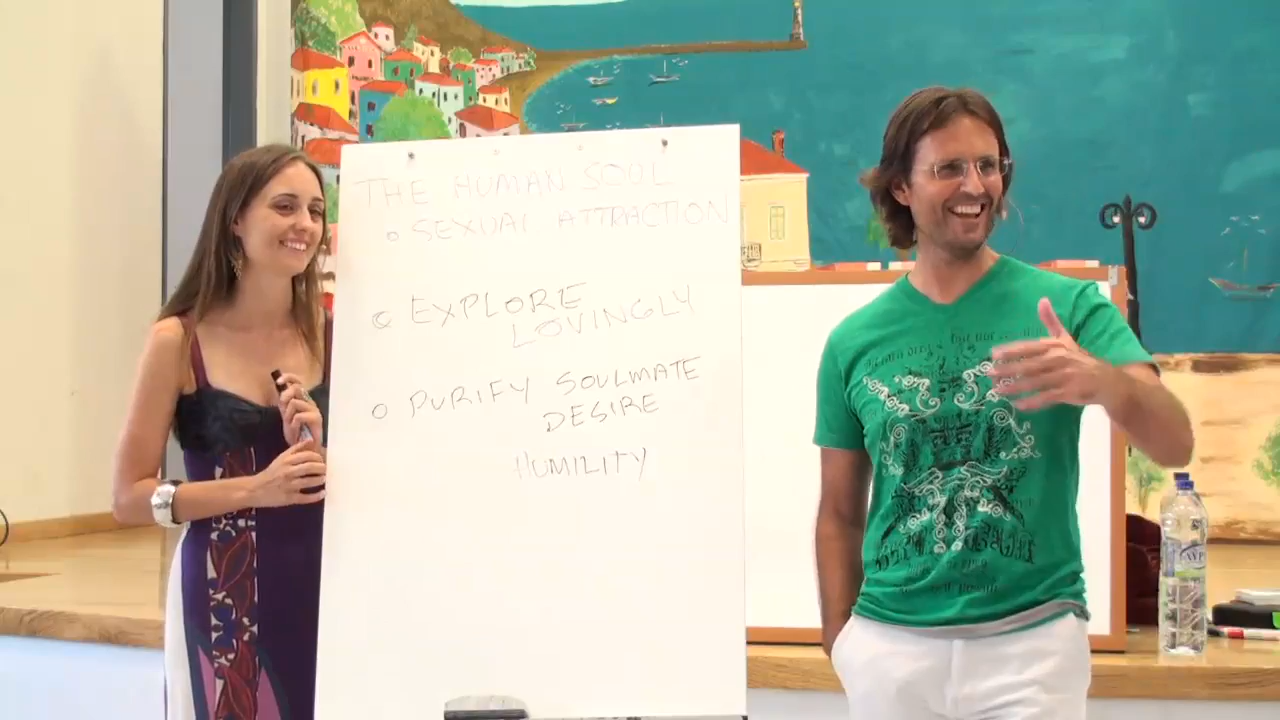 THE HUMAN SOUL
○ SEXUAL ATTRACTION
○ EXPLORE
LOVINGLY
○ PURIFY SOULMATE
DESIRE
HUMILITY